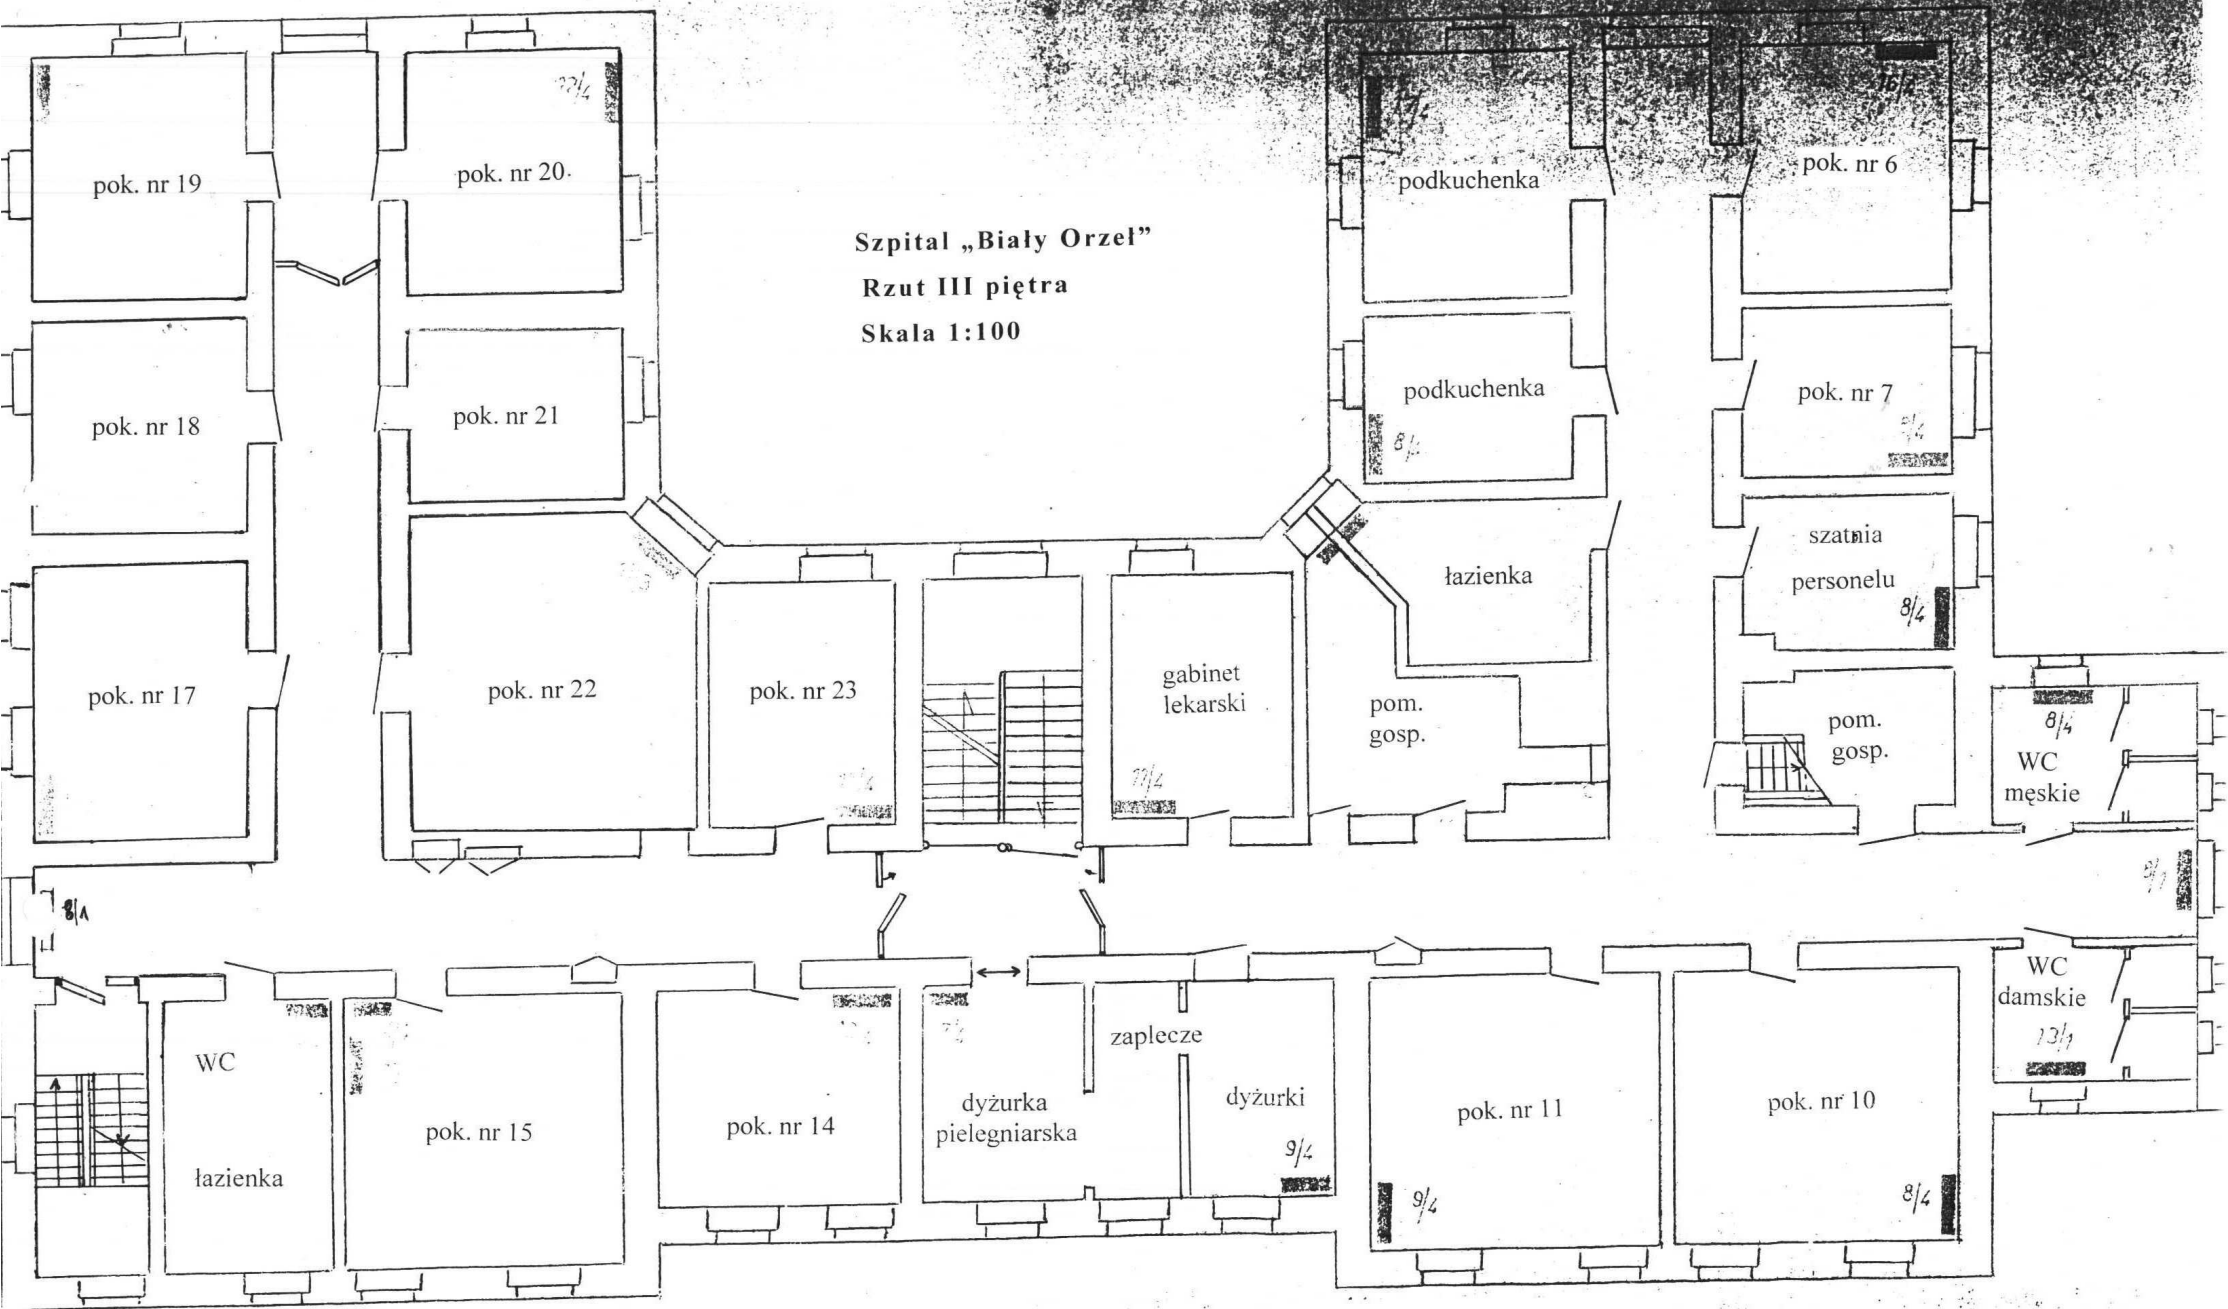 pok. nr 19
pok. nr 20
podkuchenka
pok. nr 6
Szpital „Biały Orzeł”
Rzut III piętra
Skala 1:100
pok. nr 18
pok. nr 21
podkuchenka
8/4
pok. nr 7
szatnia
personelu
8/4
łazienka
pok. nr 17
pok. nr 22
pok. nr 23
gabinet
lekarski
pom.
gosp.
pom.
gosp.
8/4
WC
męskie
8/1
WC
łazienka
pok. nr 15
pok. nr 14
dyżurka
pielegniarska
zaplecze
dyżurki
9/4
pok. nr 11
9/4
pok. nr 10
8/4
WC
damskie
13/1